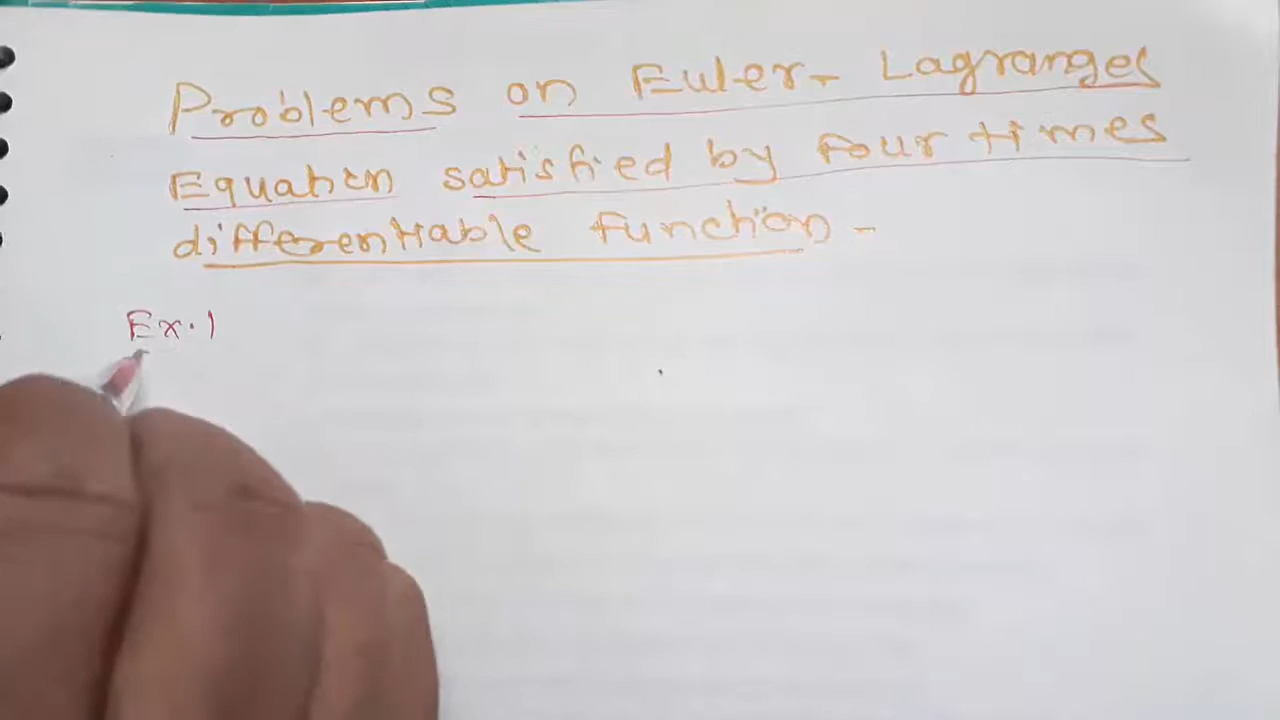 Problems on Euler- Lagranges
Equation satisfied by four times
differentiable function -
Ex.1